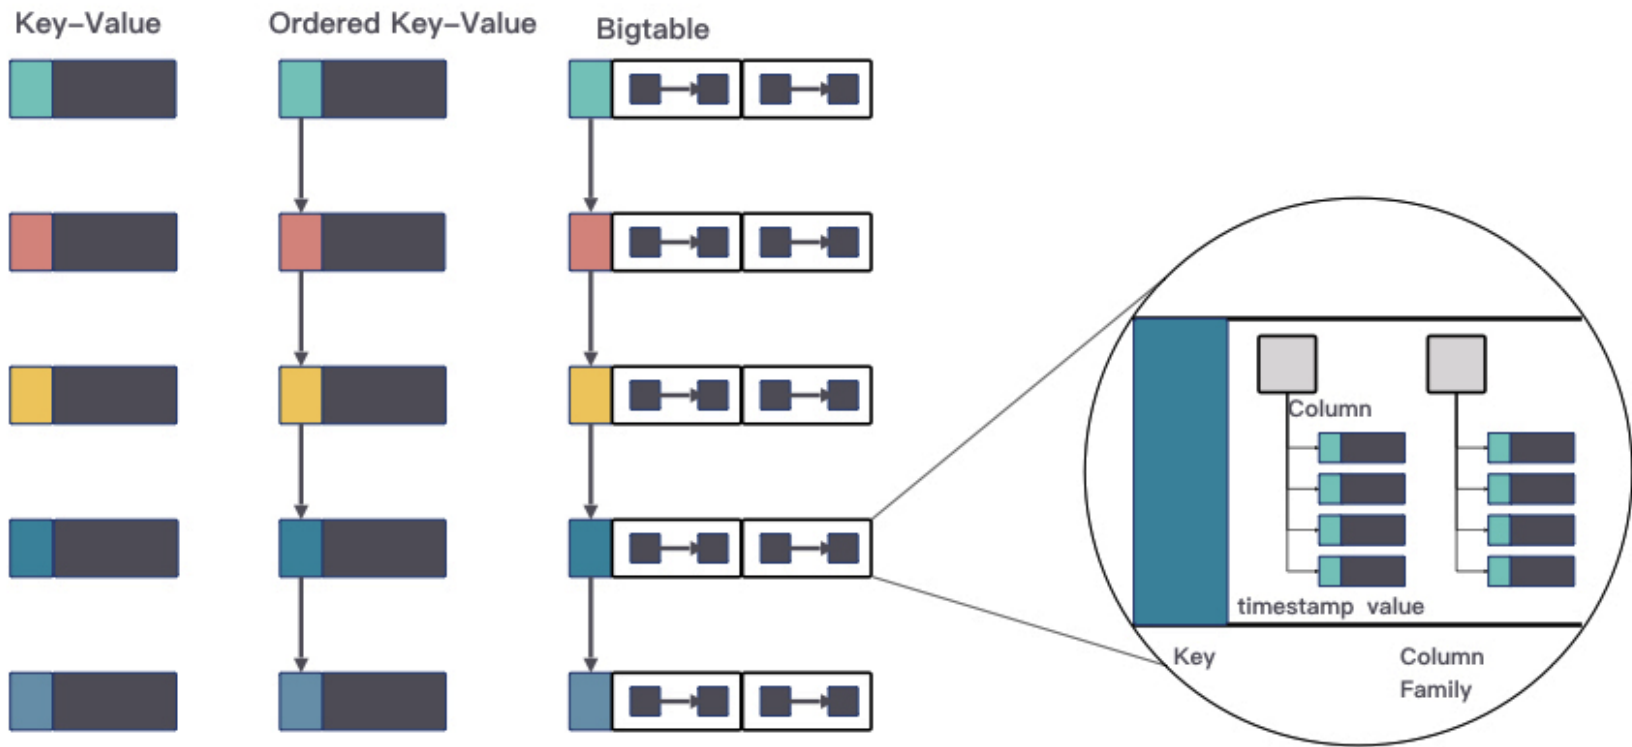 Key–Value
Ordered Key–Value
Bigtable
Column
timestamp value
Key
Column
Family